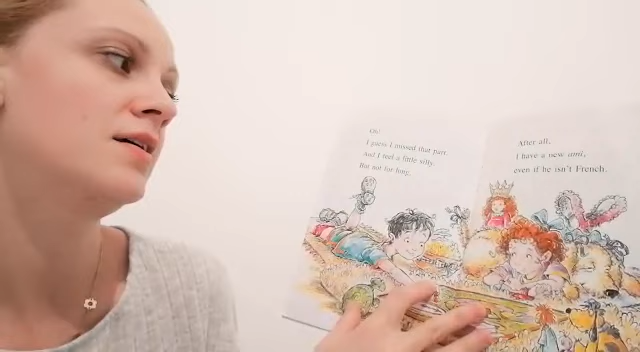 Oh!
I guess I missed that part.
And I feel a little silly.
But not for long.
After all,
I have a new ami,
even if he isn't French.